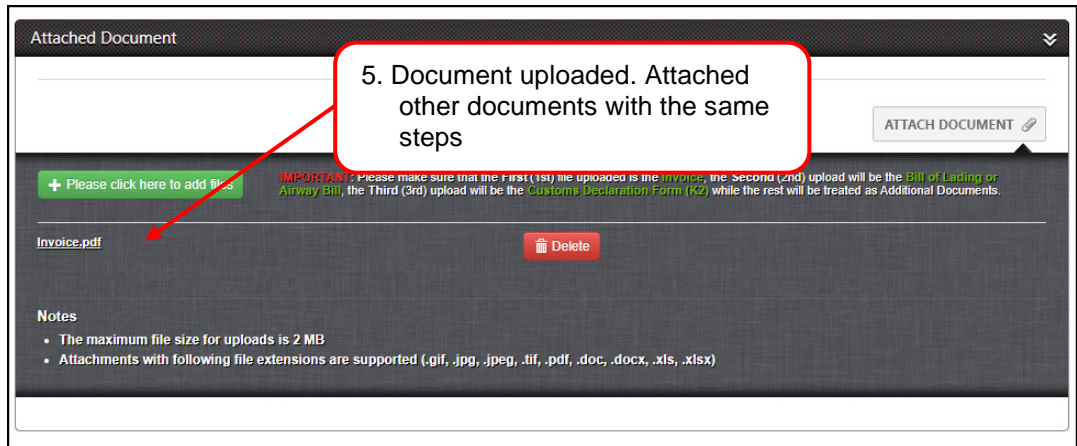 Attached Document
5. Document uploaded. Attached
other documents with the same
steps
ATTACH DOCUMENT
+ Please click here to add files
IMPORTANT: Please make sure that the First (1st) file uploaded is the Invoice, the Second (2nd) upload will be the Bill of Lading or
Airway Bill, the Third (3rd) upload will be the Customs Declaration Form (K2) while the rest will be treated as Additional Documents.
Invoice.pdf
Delete
Notes
• The maximum file size for uploads is 2 MB
• Attachments with following file extensions are supported (.gif, .jpg, .jpeg, .tif, .pdf, .doc, .docx, .xls, .xlsx)